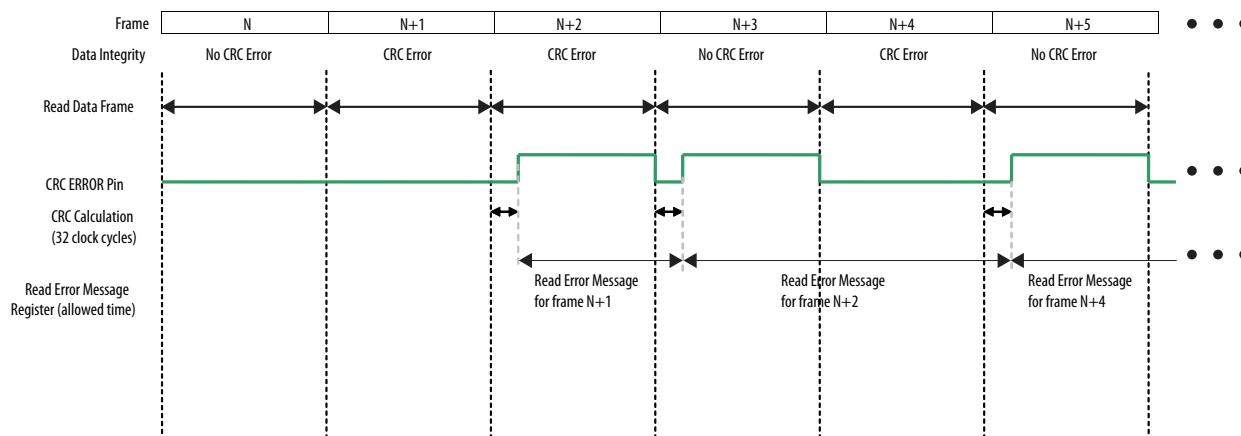 Frame N N+1 N+2 N+3 N+4 N+5
Data Integrity No CRC Error CRC Error CRC Error No CRC Error CRC Error No CRC Error
Read Data Frame
CRC ERROR Pin
CRC Calculation
(32 clock cycles)
Read Error Message
Register (allowed time)
Read Error Message
for frame N+1
Read Error Message
for frame N+2
Read Error Message
for frame N+4